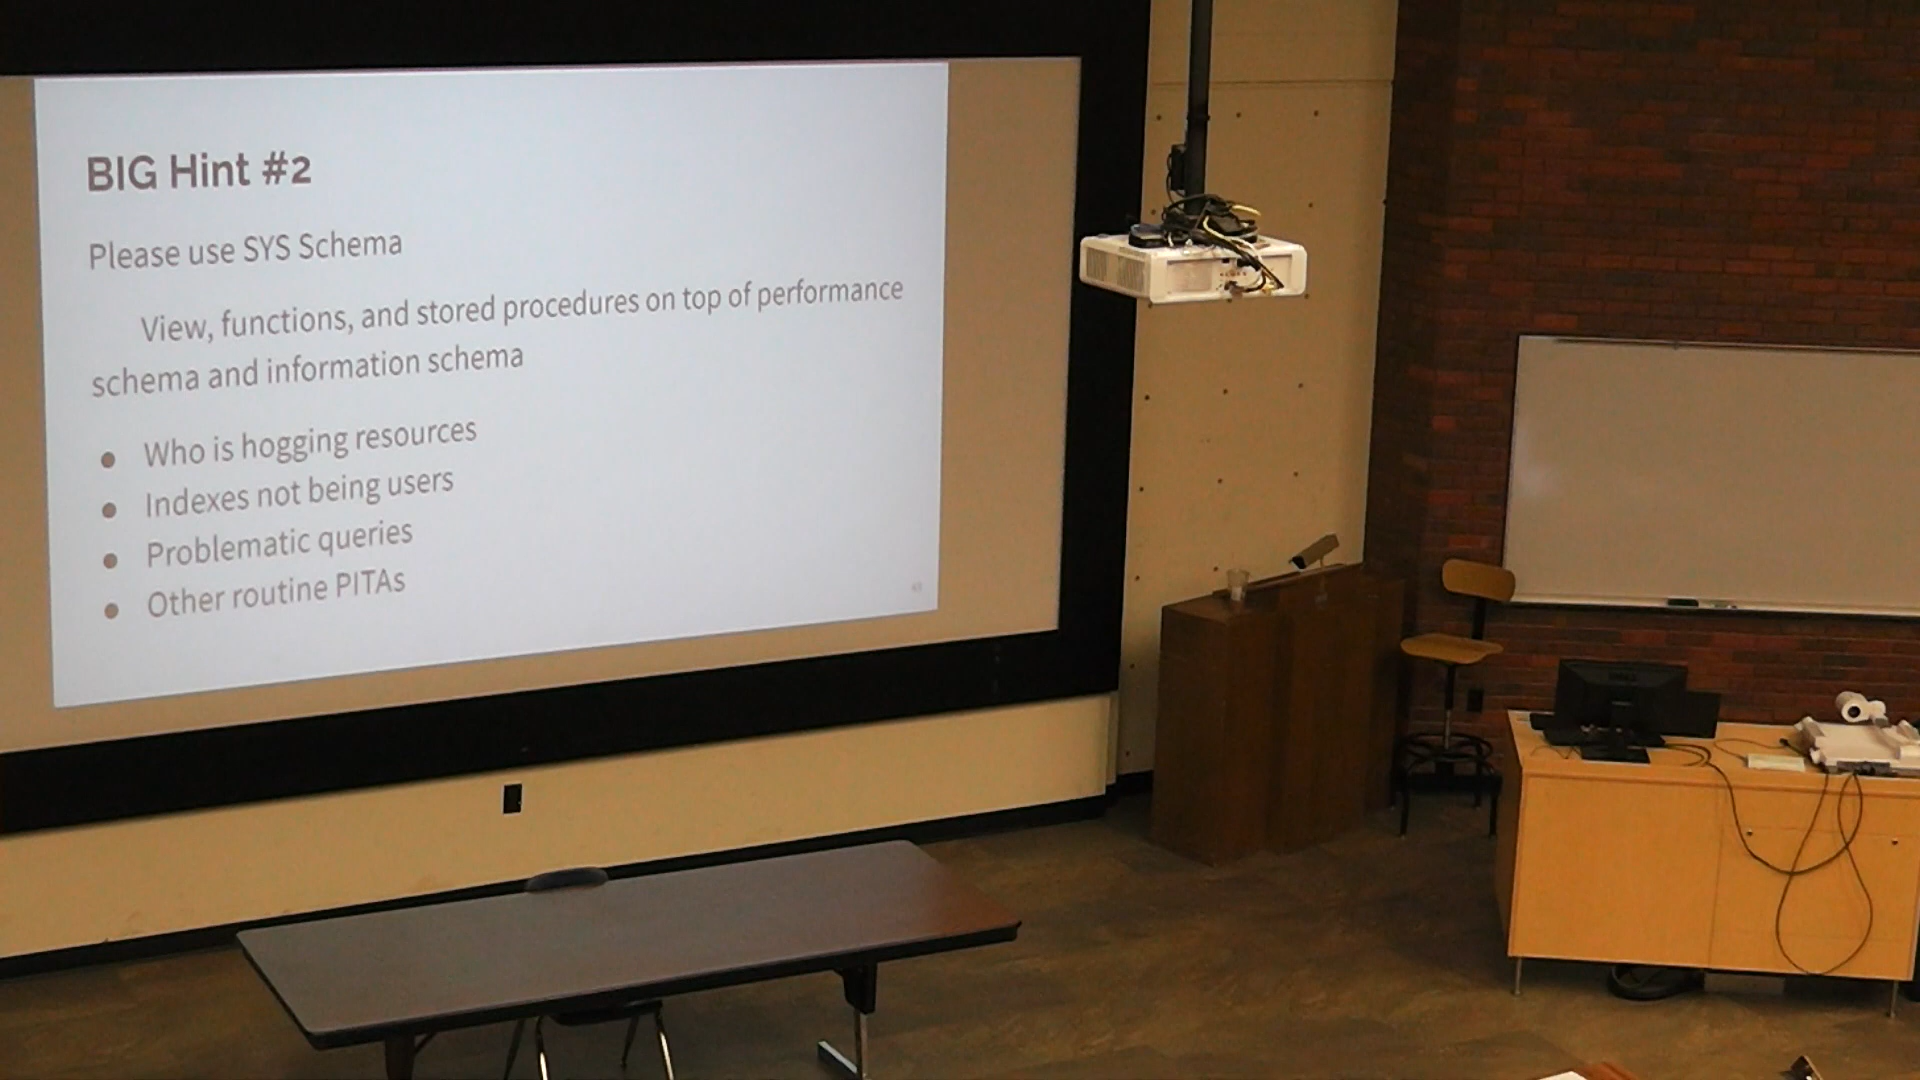 BIG Hint #2
Please use SYS Schema
View, functions, and stored procedures on top of performance
schema and information schema
● Who is hogging resources
● Indexes not being users
● Problematic queries
● Other routine PITAs